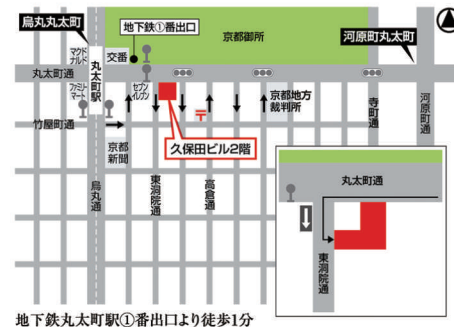 烏丸丸太町
地下鉄①番出口
京都御所
河原町丸太町
マクド
ナルド
丸太町駅
交番
丸太町通
ファミリー
マート
セブン
イレブン
京都地方
裁判所
寺町通
河原町通
竹屋町通
〒
京都
新聞
久保田ビル2階
烏丸通
東洞院通
高倉通
丸太町通
東洞院通
地下鉄丸太町駅①番出口より徒歩1分